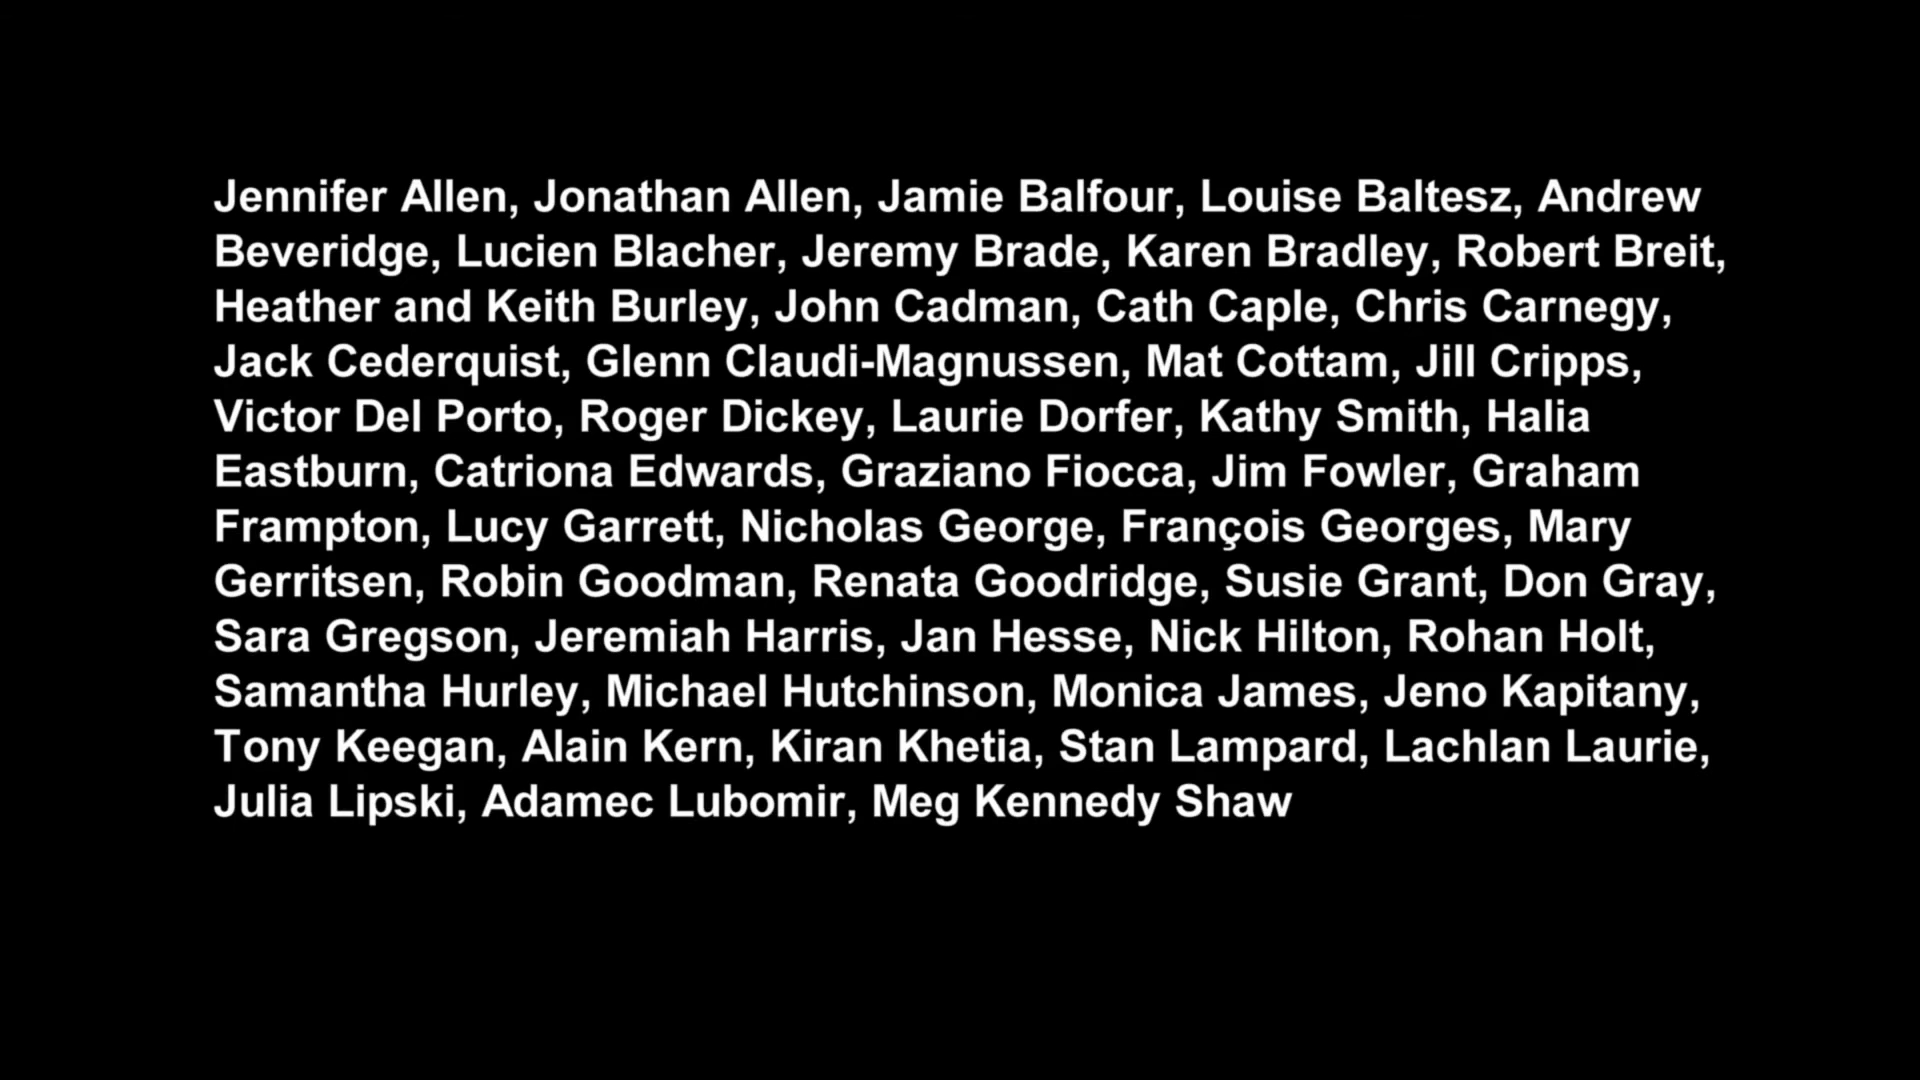 Jennifer Allen, Jonathan Allen, Jamie Balfour, Louise Baltesz, Andrew
Beveridge, Lucien Blacher, Jeremy Brade, Karen Bradley, Robert Breit,
Heather and Keith Burley, John Cadman, Cath Caple, Chris Carnegy,
Jack Cederquist, Glenn Claudi-Magnussen, Mat Cottam, Jill Cripps,
Victor Del Porto, Roger Dickey, Laurie Dorfer, Kathy Smith, Halia
Eastburn, Catriona Edwards, Graziano Fiocca, Jim Fowler, Graham
Frampton, Lucy Garrett, Nicholas George, François Georges, Mary
Gerritsen, Robin Goodman, Renata Goodridge, Susie Grant, Don Gray,
Sara Gregson, Jeremiah Harris, Jan Hesse, Nick Hilton, Rohan Holt,
Samantha Hurley, Michael Hutchinson, Monica James, Jeno Kapitany,
Tony Keegan, Alain Kern, Kiran Khetia, Stan Lampard, Lachlan Laurie,
Julia Lipski, Adamec Lubomir, Meg Kennedy Shaw